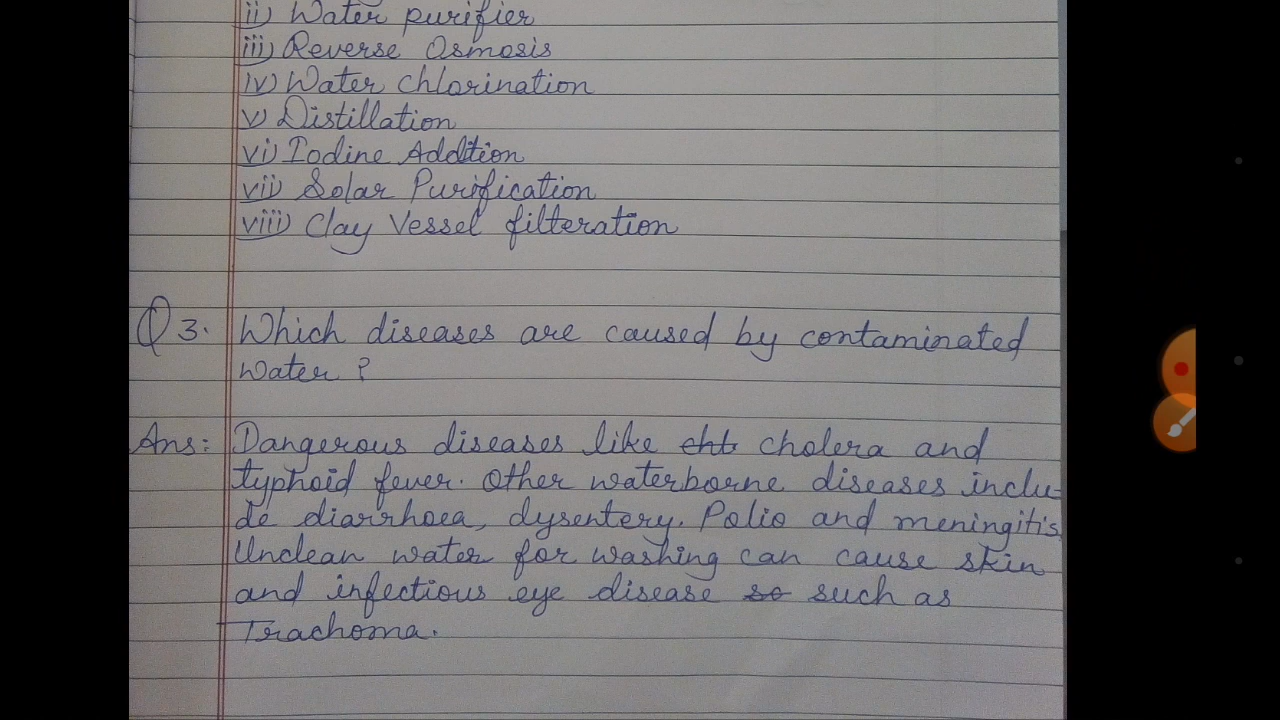 ii) Water purifier
iii) Reverse Osmosis
iv) Water chlorination
v) Distillation
vi) Iodine Addition
vii) Solar Purification
viii) Clay Vessel filteration
Q3. Which diseases are caused by contaminated
water ?
Ans: Dangerous diseases like cht cholera and
typhoid fever. Other waterborne diseases inclu-
de diarrhoea, dysentery. Polio and meningitis.
Unclean water for washing can cause skin
and infectious eye disease so such as
Trachoma.